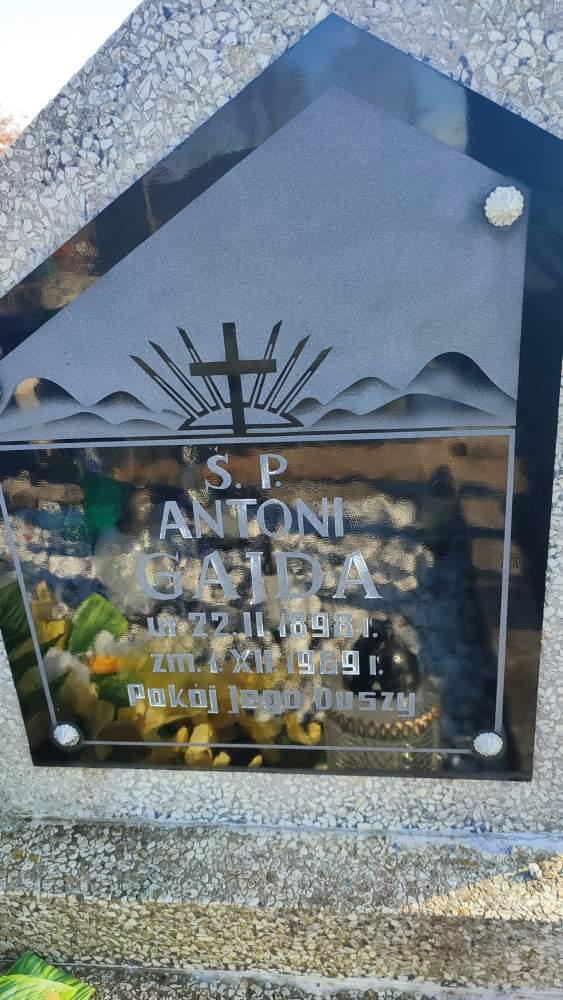 Ś. P.
ANTONI
GAJDA
ur 22 II 1898 r.
zm. 1 XII 1969 r.
Pokój Jego Duszy